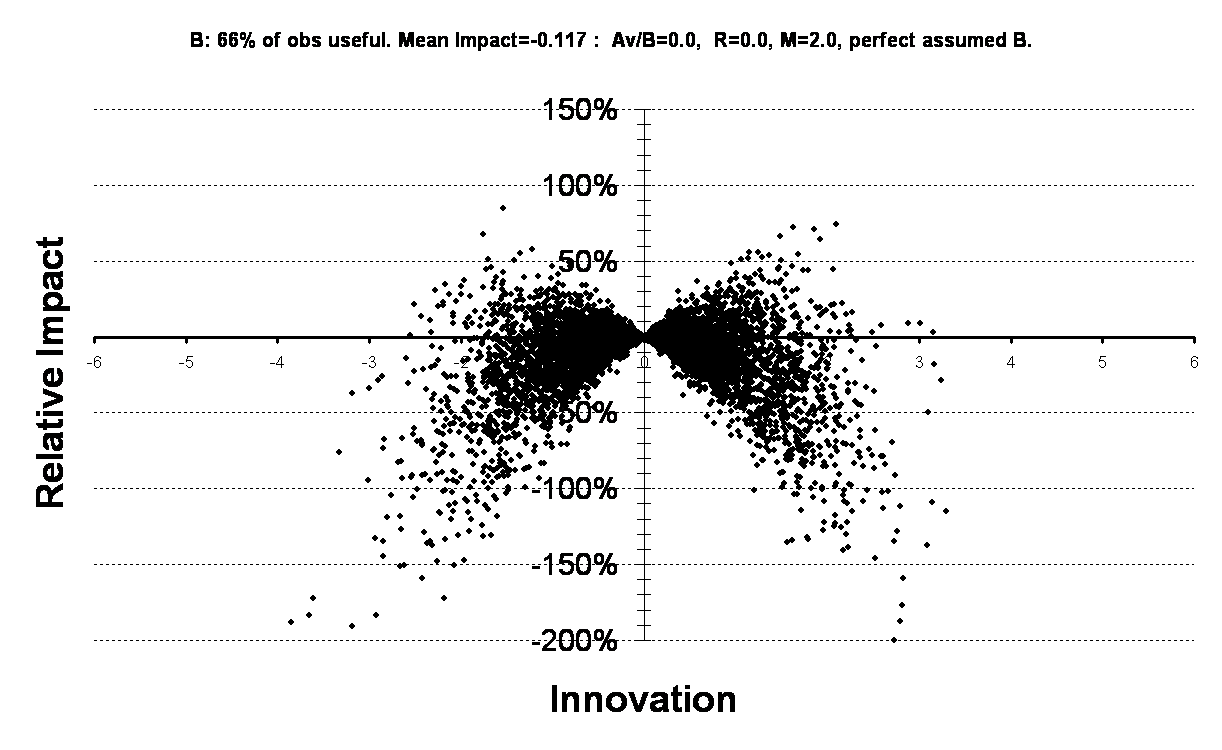 B: 66% of obs useful. Mean Impact=-0.117 : Av/B=0.0, R=0.0, M=2.0, perfect assumed B.
150%
100%
50%
-6 -5 -4 -3 -2 0 3 4 5 6
50%
-100%
-150%
-200%
Relative Impact
Innovation